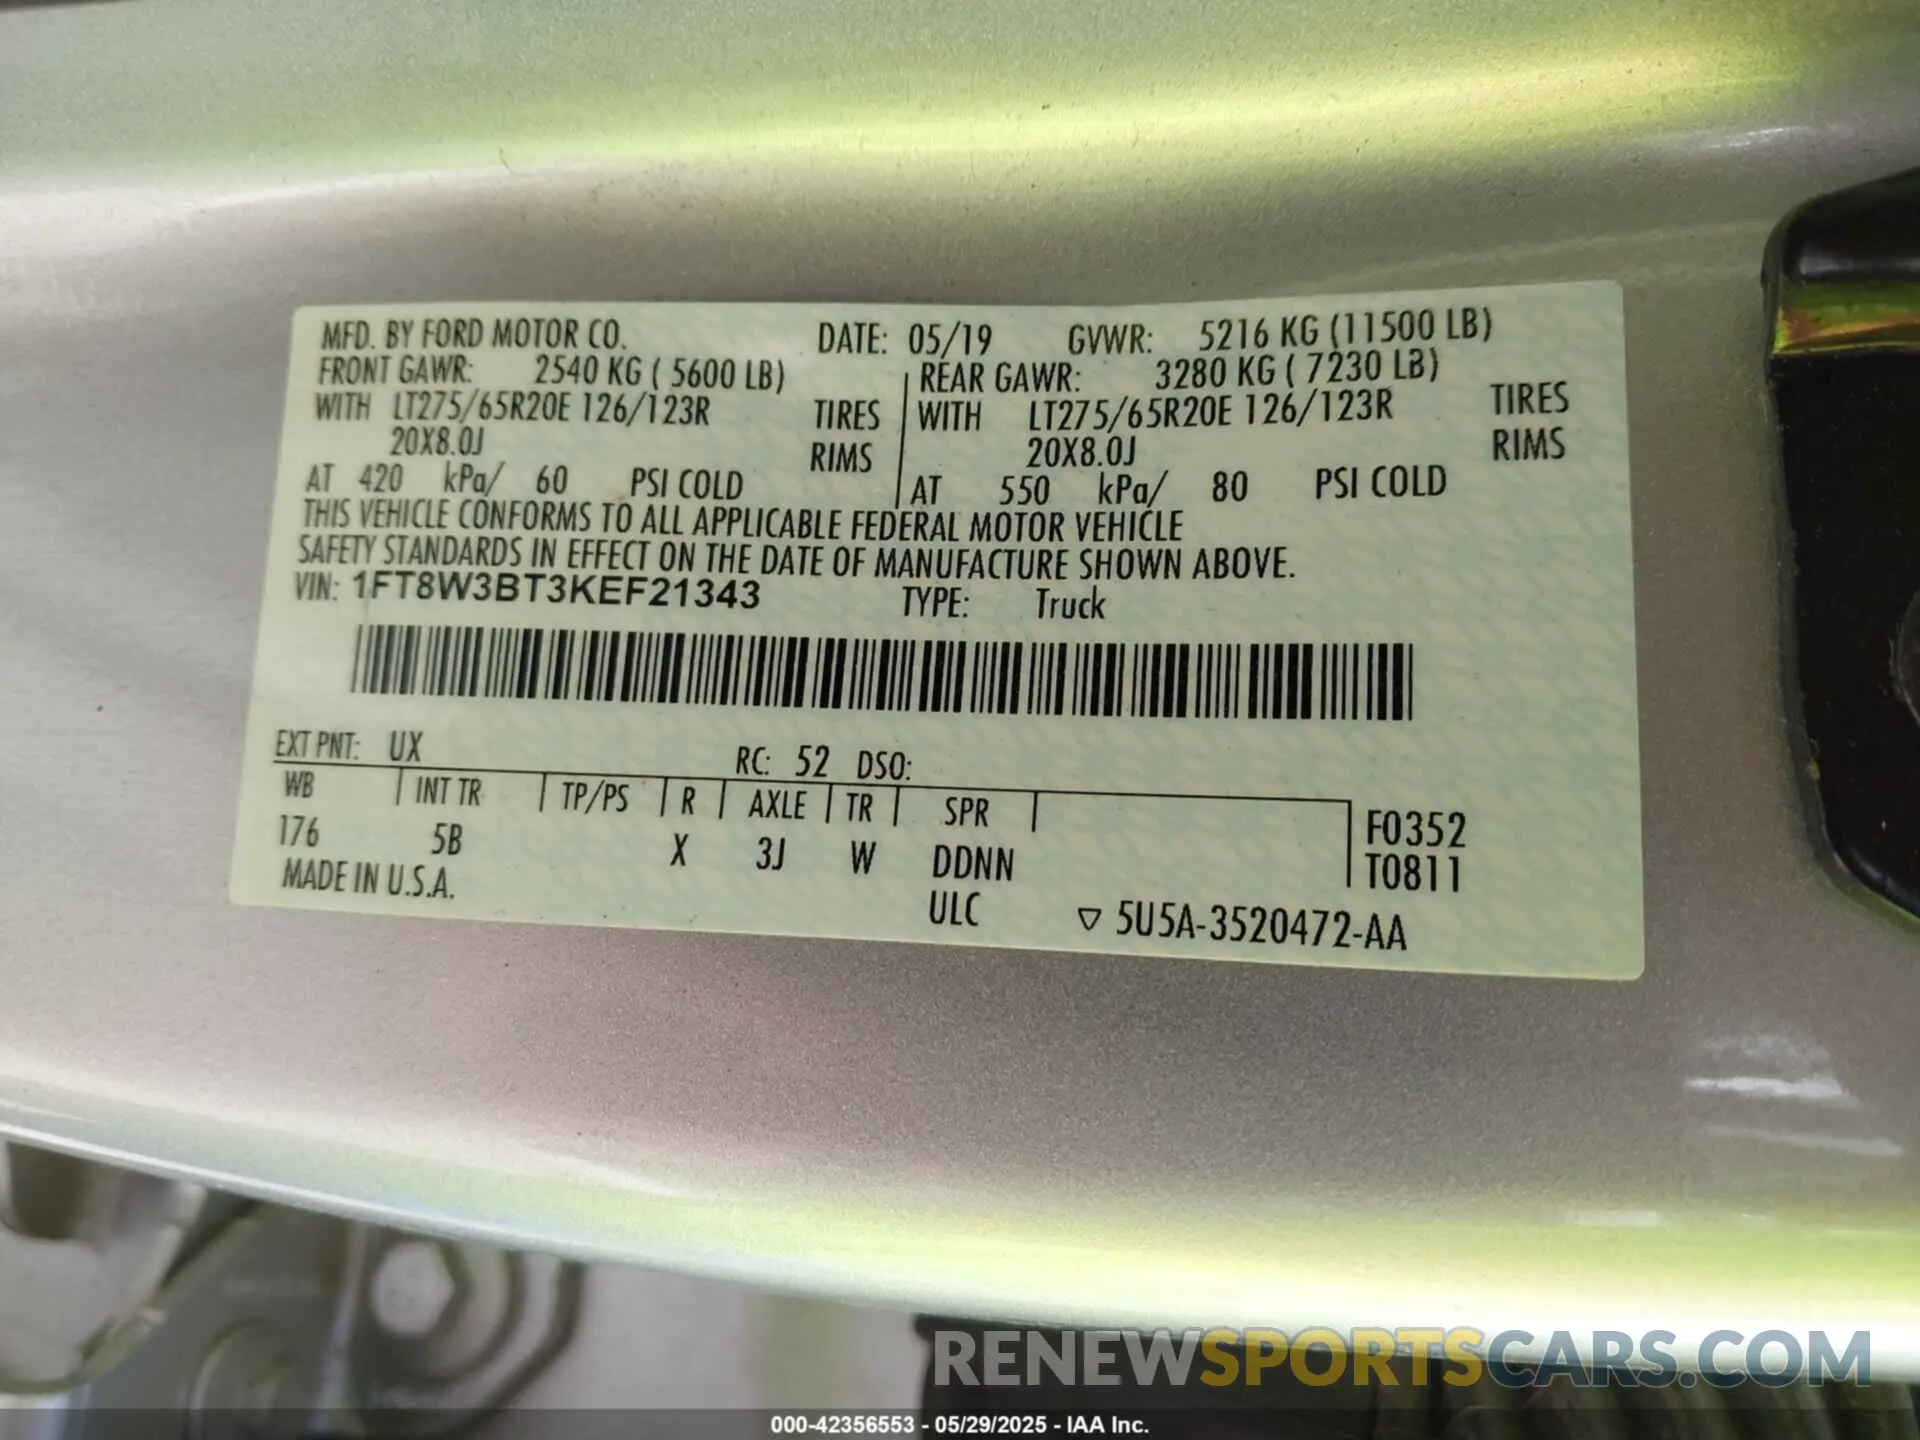 MFD. BY FORD MOTOR CO. DATE: 05/19 GVWR: 5216 KG (11500 LB)
FRONT GAWR: 2540 KG ( 5600 LB) REAR GAWR: 3280 KG ( 7230 LB)
WITH LT275/65R20E 126/123R TIRES WITH LT275/65R20E 126/123R TIRES
20X8.0J RIMS 20X8.0J RIMS
AT 420 kPa/ 60 PSI COLD AT 550 kPa/ 80 PSI COLD
THIS VEHICLE CONFORMS TO ALL APPLICABLE FEDERAL MOTOR VEHICLE
SAFETY STANDARDS IN EFFECT ON THE DATE OF MANUFACTURE SHOWN ABOVE.
VIN: 1FT8W3BT3KEF21343 TYPE: Truck
EXT PNT: UX RC: 52 DSO:
WB INT TR TP/PS R AXLE TR SPR
176 5B X 3J W DDNN F0352
T0811
MADE IN U.S.A. ULC ▽ 5U5A-3520472-AA
RENEWSPORTSCARS.COM
000-42356553 - 05/29/2025 - IAA Inc.